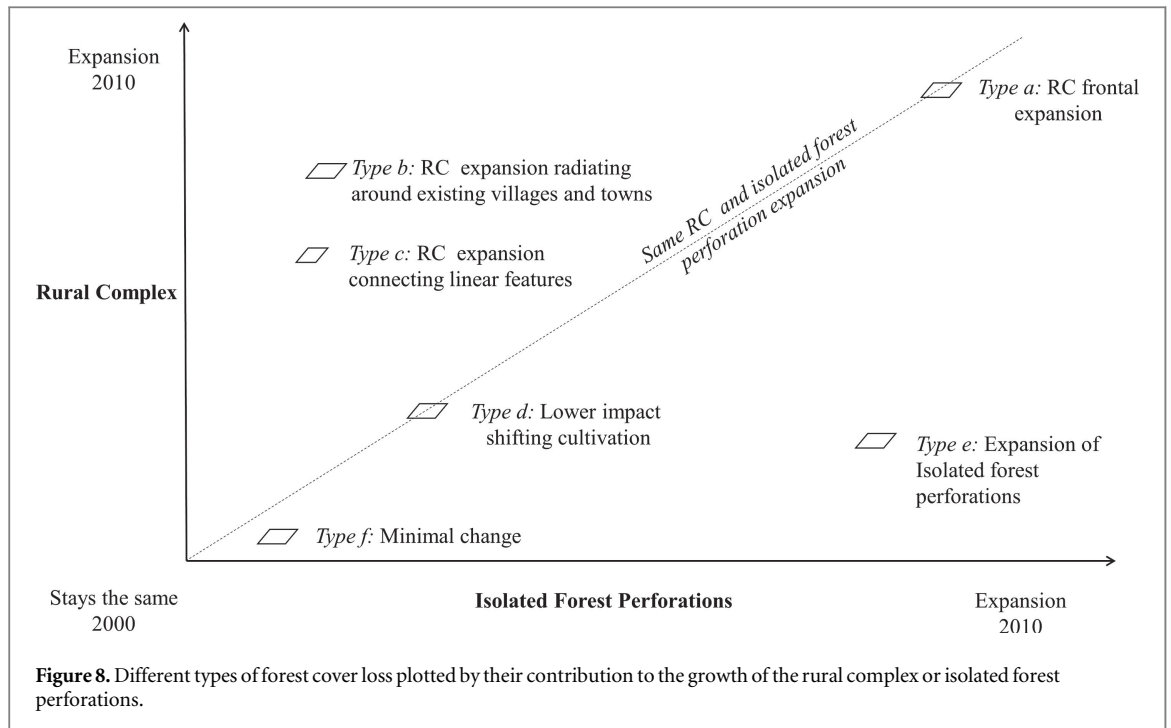 Expansion
2010
Type a: RC frontal
expansion
Type b: RC expansion radiating
around existing villages and towns
Same RC and isolated forest
perforation expansion
Type c: RC expansion
connecting linear features
Rural Complex
Type d: Lower impact
shifting cultivation
Type e: Expansion of
Isolated forest
perforations
Type f: Minimal change
Stays the same
2000
Isolated Forest Perforations
Expansion
2010
Figure 8. Different types of forest cover loss plotted by their contribution to the growth of the rural complex or isolated forest
perforations.